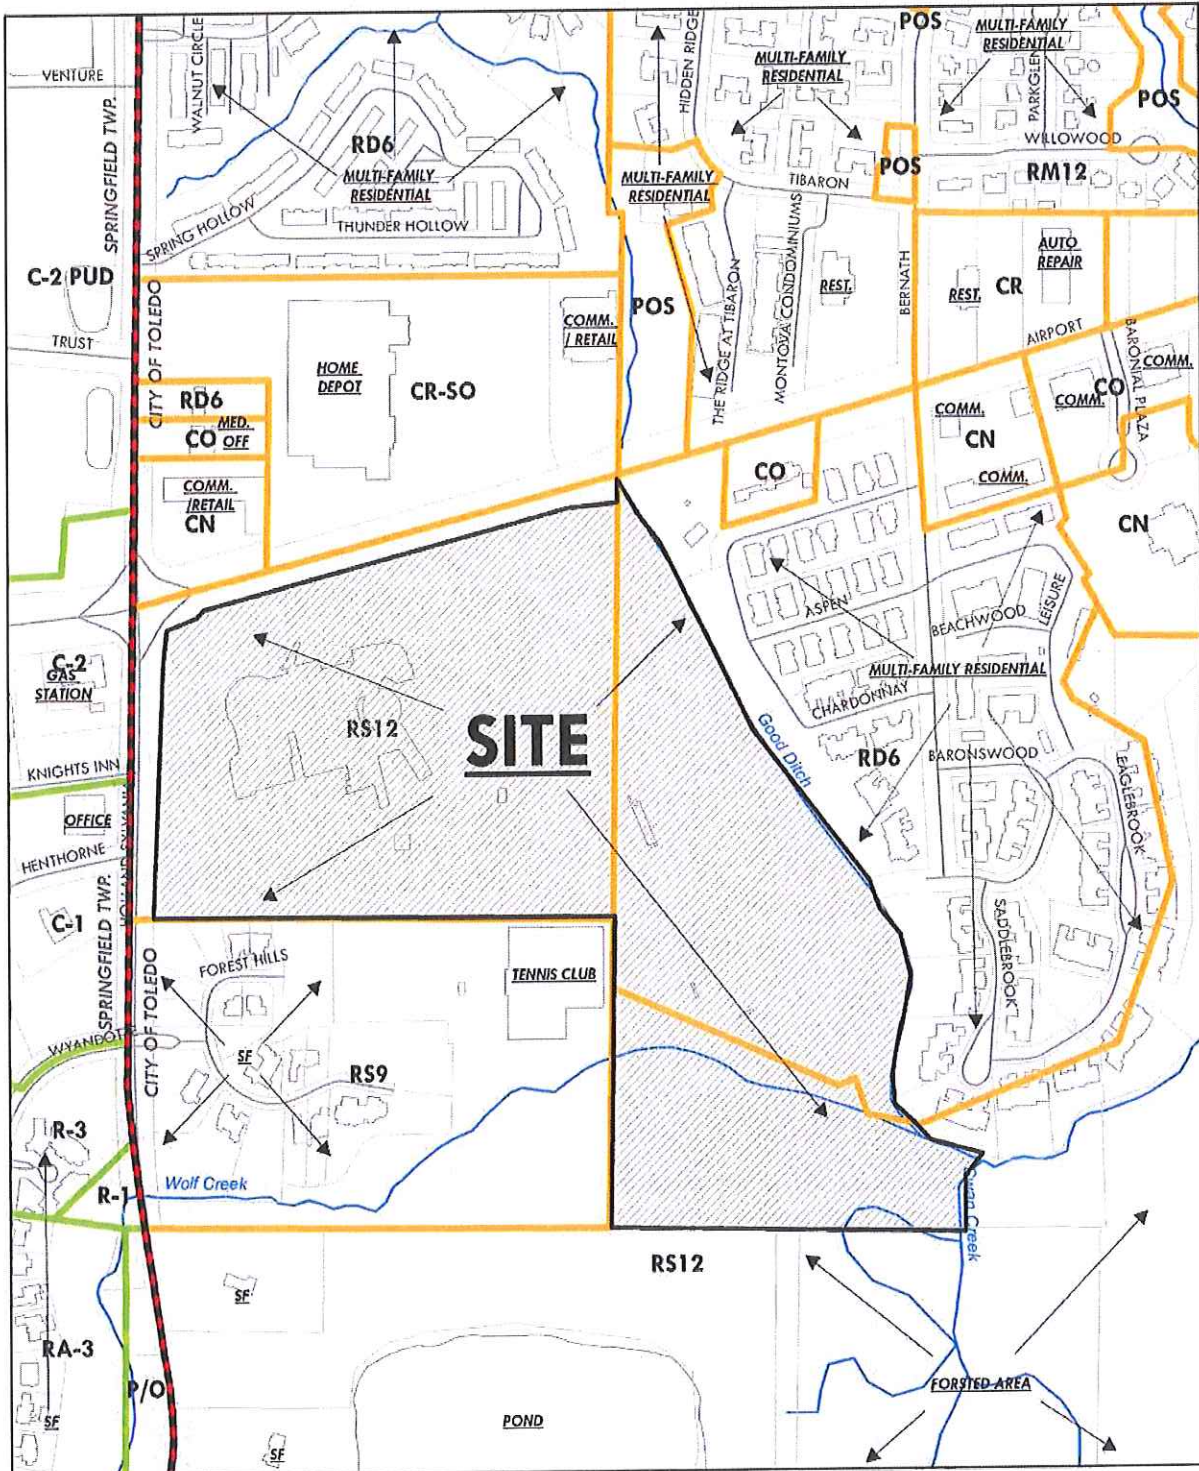 POS
MULTI-FAMILY
RESIDENTIAL
VENTURE
SPRINGFIELD TWP.
WALNUT CIRCLE
HIDDEN RIDGE
MULTI-FAMILY
RESIDENTIAL
PARKGLEN
POS
WILLOWOOD
RD6
MULTI-FAMILY
RESIDENTIAL
MULTI-FAMILY
RESIDENTIAL
POS
RM12
TIBARON
SPRING HOLLOW
THUNDER HOLLOW
C-2 PUD
CITY OF TOLEDO
POS
THE RIDGE AT TIBARON
MONTOVA CONDOMINIUMS
REST.
BERNATH
REST.
CR
AUTO
REPAIR
TRUST
HOME
DEPOT
COMM.
/ RETAIL
CR-SO
AIRPORT
BARONIAL PLAZA
COMM.
RD6
CO
MED.
OFF
COMM.
CO
COMM.
CN
COMM.
COMM.
/RETAIL
CN
CO
CN
ASPEN
BEACHWOOD
LEISURE
C-2
GAS
STATION
MULTI-FAMILY RESIDENTIAL
CHARDONNAY
RS12
SITE
Good Ditch
RD6
BARONSWOOD
EAGLEBROOK
KNIGHTS INN
OFFICE
HENTHORNE
C-1
SPRINGFIELD TWP.
CITY OF TOLEDO
FOREST HILLS
TENNIS CLUB
SADDLEBROOK
WYANDOTTE
SF
RS9
R-3
R-1
Wolf Creek
Swan Creek
RS12
SF
RA-3
P/O
FORSTED AREA
SF
POND
SF